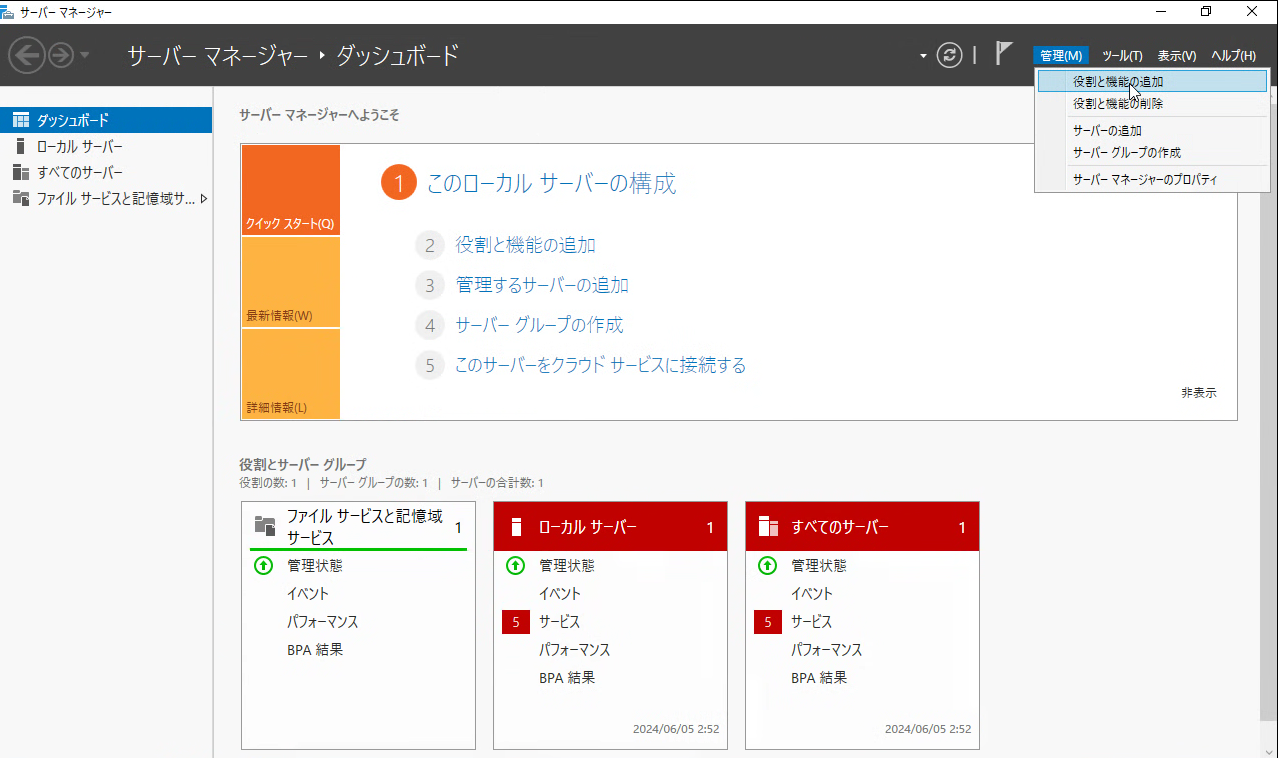 サーバー マネージャー
サーバー マネージャー ‣ ダッシュボード
管理(M) ツール(T) 表示(V) ヘルプ(H)
役割と機能の追加
役割と機能の削除
サーバーの追加
サーバー グループの作成
サーバー マネージャーのプロパティ
ダッシュボード
ローカル サーバー
すべてのサーバー
ファイル サービスと記憶域サ...
サーバー マネージャーへようこそ
クイック スタート(Q)
最新情報(W)
詳細情報(L)
1 このローカル サーバーの構成
2 役割と機能の追加
3 管理するサーバーの追加
4 サーバー グループの作成
5 このサーバーをクラウド サービスに接続する
非表示
役割とサーバー グループ
役割の数: 1 | サーバー グループの数: 1 | サーバーの合計数: 1
ファイル サービスと記憶域
サービス 1
管理状態
イベント
パフォーマンス
BPA 結果
ローカル サーバー 1
管理状態
イベント
5 サービス
パフォーマンス
BPA 結果
2024/06/05 2:52
すべてのサーバー 1
管理状態
イベント
5 サービス
パフォーマンス
BPA 結果
2024/06/05 2:52